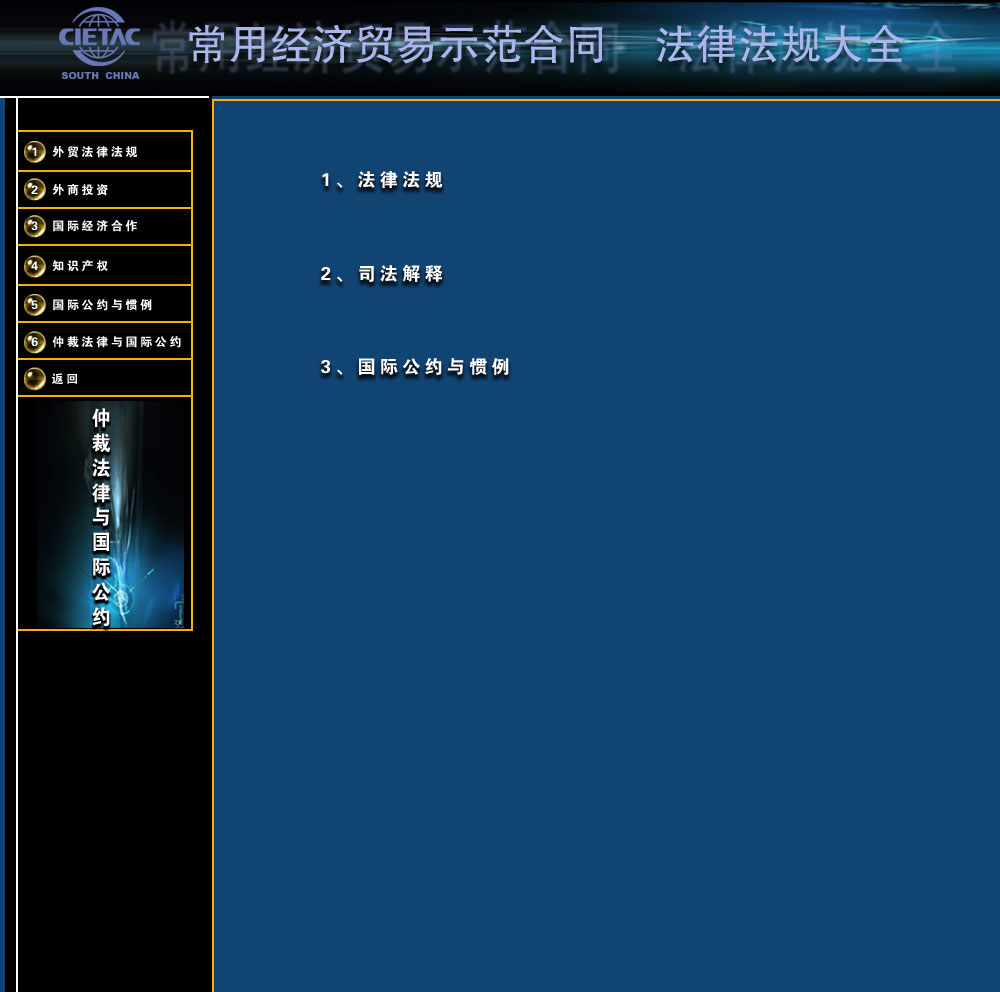 CIETAC
SOUTH CHINA
常用经济贸易示范合同 法律法规大全
1 外贸法律法规
2 外商投资
3 国际经济合作
4 知识产权
5 国际公约与惯例
6 仲裁法律与国际公约
返回
仲裁法律与国际公约
1、法律法规
2、司法解释
3、国际公约与惯例